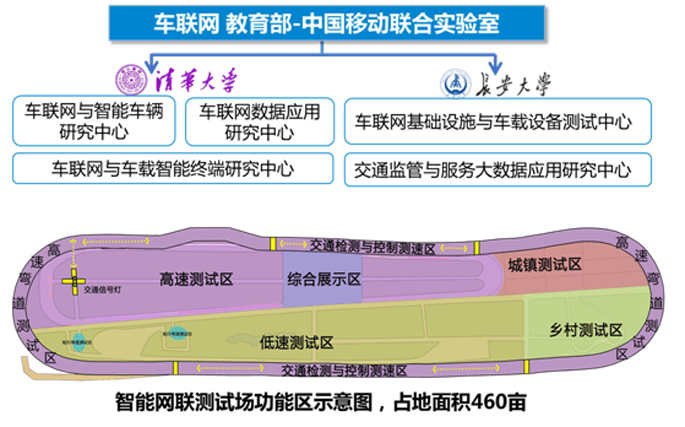 车联网 教育部-中国移动联合实验室
清华大学
长安大学
车联网与智能车辆
研究中心
车联网数据应用
研究中心
车联网基础设施与车载设备测试中心
车联网与车载智能终端研究中心
交通监管与服务大数据应用研究中心
高速弯道测试区
交通检测与控制测速区
高速弯道测试区
高速测试区
综合展示区
城镇测试区
交通信号灯
低速测试区
乡村测试区
交通检测与控制测速区
智能网联测试场功能区示意图，占地面积460亩